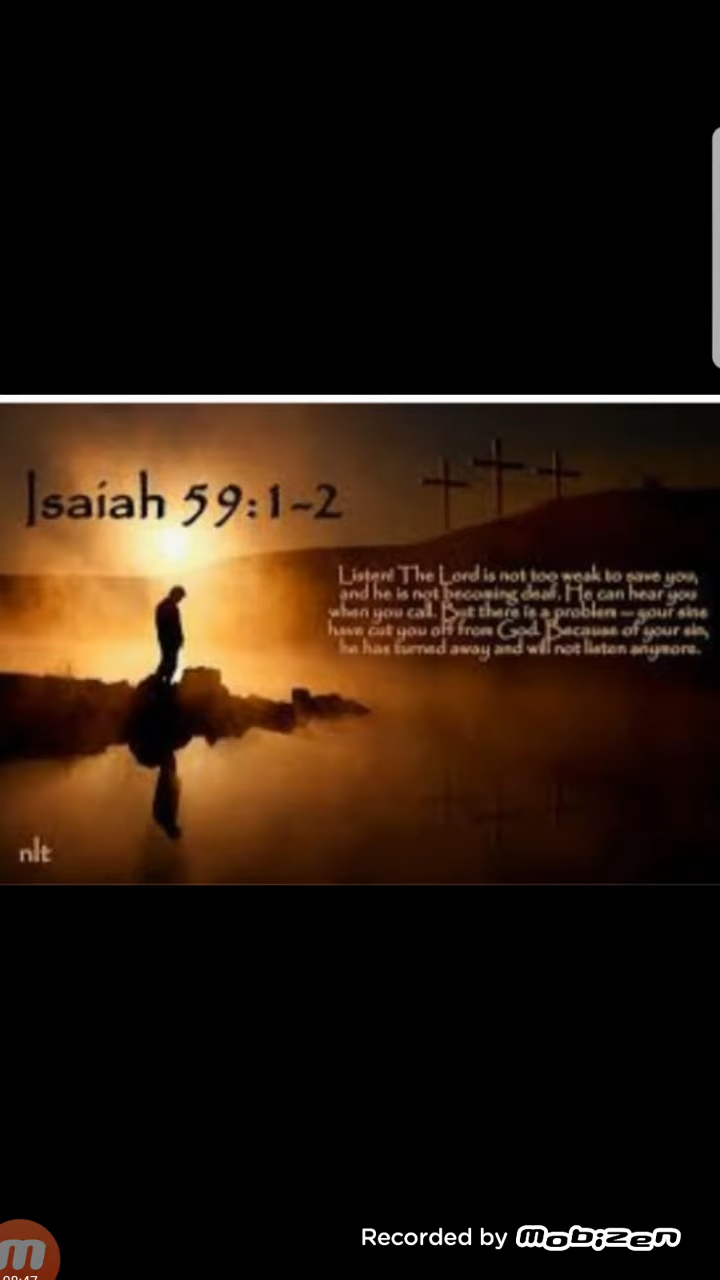 Isaiah 59:1-2
Listen! The Lord is not too weak to save you,
and he is not becoming deaf. He can hear you
when you call. But there is a problem — your sins
have cut you off from God. Because of your sin,
he has turned away and will not listen anymore.
nlt
Recorded by mobizen
m
08:47